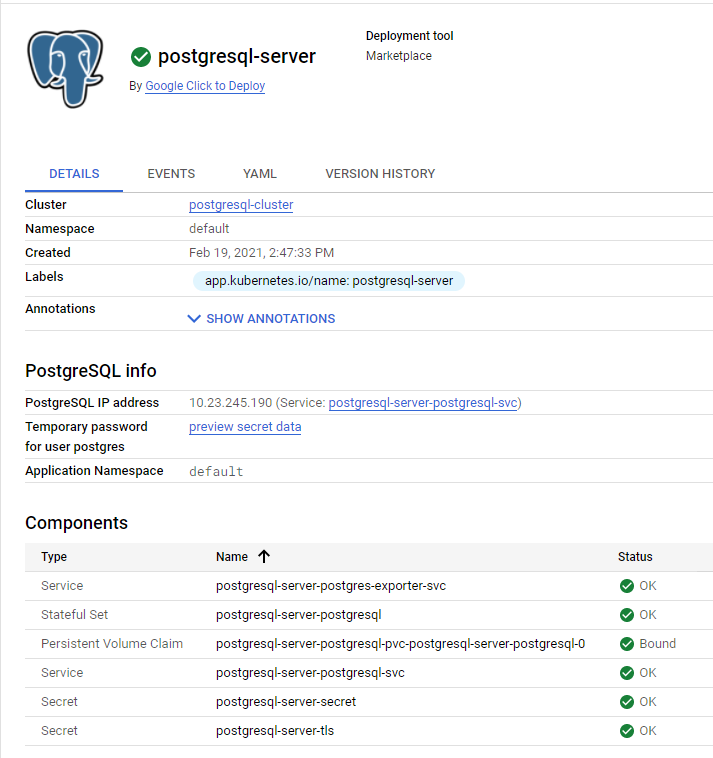 postgresql-server
By Google Click to Deploy
Deployment tool
Marketplace
DETAILS EVENTS YAML VERSION HISTORY
Cluster postgresql-cluster
Namespace default
Created Feb 19, 2021, 2:47:33 PM
Labels app.kubernetes.io/name: postgresql-server
Annotations SHOW ANNOTATIONS
PostgreSQL info
PostgreSQL IP address 10.23.245.190 (Service: postgresql-server-postgresql-svc)
Temporary password preview secret data
for user postgres
Application Namespace default
Components
Type Name Status
Service postgresql-server-postgres-exporter-svc OK
Stateful Set postgresql-server-postgresql OK
Persistent Volume Claim postgresql-server-postgresql-pvc-postgresql-server-postgresql-0 Bound
Service postgresql-server-postgresql-svc OK
Secret postgresql-server-secret OK
Secret postgresql-server-tls OK